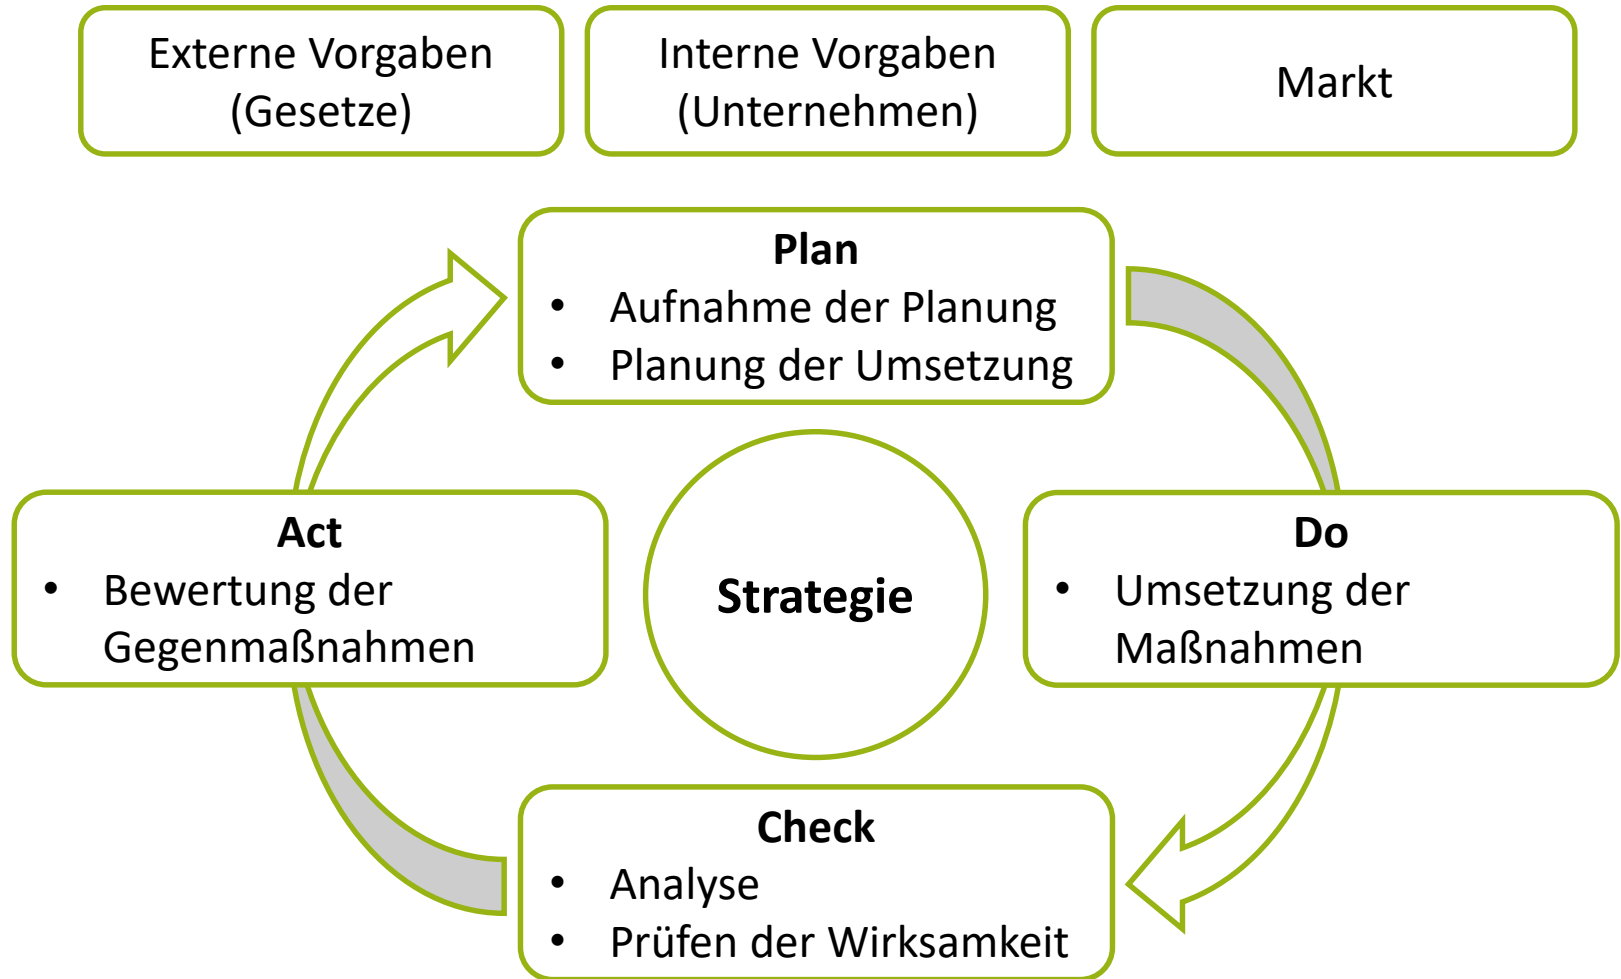 Externe Vorgaben
(Gesetze)
Interne Vorgaben
(Unternehmen)
Markt
Plan
• Aufnahme der Planung
• Planung der Umsetzung
Act
• Bewertung der
Gegenmaßnahmen
Strategie
Do
• Umsetzung der
Maßnahmen
Check
• Analyse
• Prüfen der Wirksamkeit